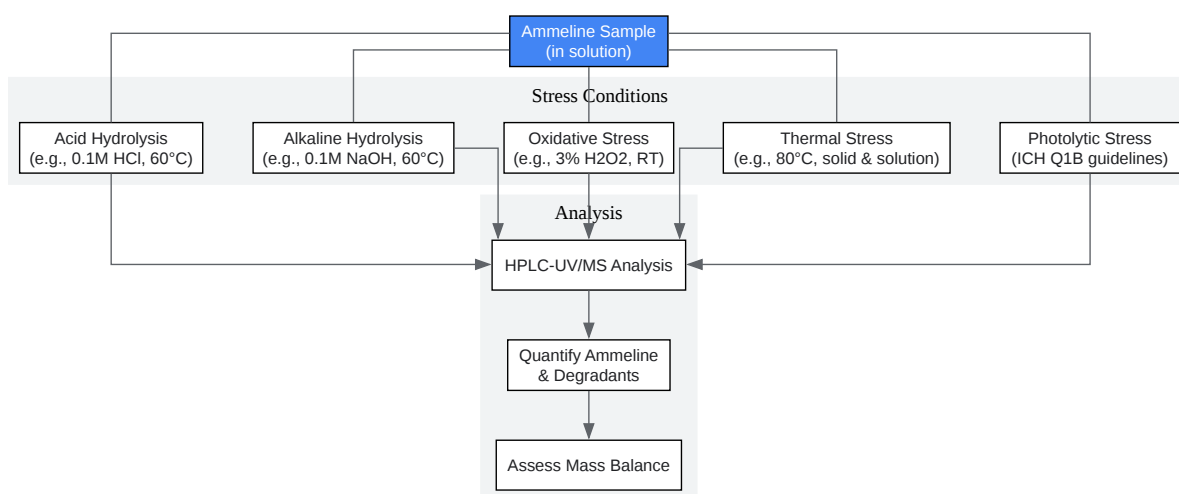 Ammeline Sample
(in solution)
Stress Conditions
Acid Hydrolysis
(e.g., 0.1M HCl, 60°C)
Alkaline Hydrolysis
(e.g., 0.1M NaOH, 60°C)
Oxidative Stress
(e.g., 3% H2O2, RT)
Thermal Stress
(e.g., 80°C, solid & solution)
Photolytic Stress
(ICH Q1B guidelines)
Analysis
HPLC-UV/MS Analysis
Quantify Ammeline
& Degradants
Assess Mass Balance